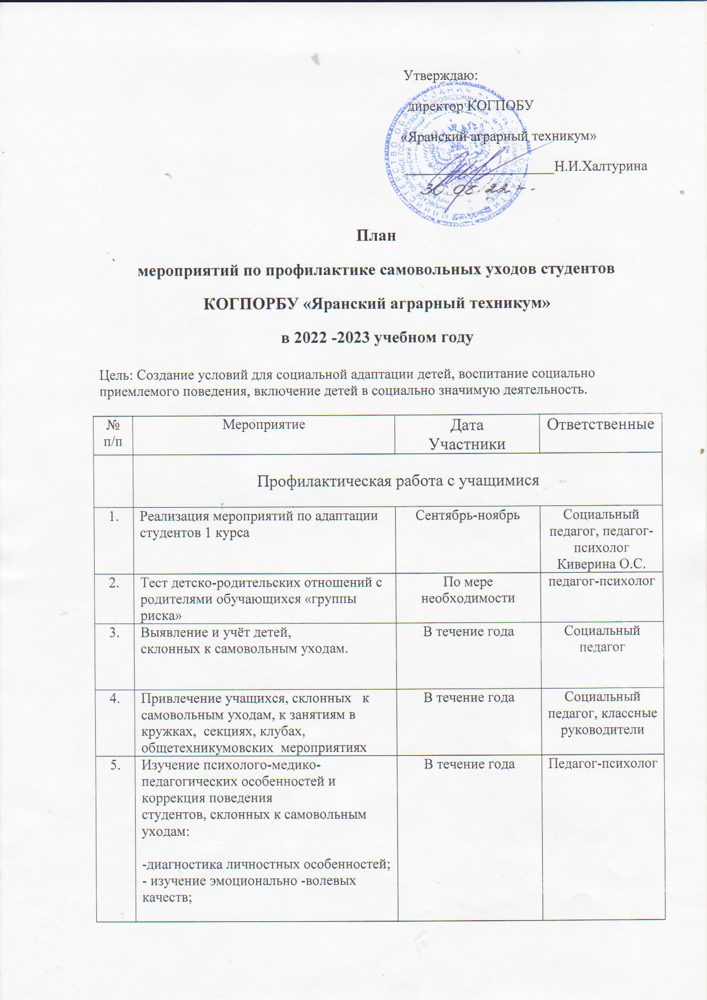 Утверждаю:
директор КОГПОБУ
«Яранский аграрный техникум»
Н.И.Халтурина
30.08.22 г.
План
мероприятий по профилактике самовольных уходов студентов
КОГПОРБУ «Яранский аграрный техникум»
в 2022 -2023 учебном году
Цель: Создание условий для социальной адаптации детей, воспитание социально
приемлемого поведения, включение детей в социально значимую деятельность.
№
п/п
Мероприятие
Дата
Участники
Ответственные
Профилактическая работа с учащимися
1.
Реализация мероприятий по адаптации
студентов 1 курса
Сентябрь-ноябрь
Социальный
педагог, педагог-
психолог
Киверина О.С.
2.
Тест детско-родительских отношений с
родителями обучающихся «группы
риска»
По мере
необходимости
педагог-психолог
3.
Выявление и учёт детей,
склонных к самовольным уходам.
В течение года
Социальный
педагог
4.
Привлечение учащихся, склонных к
самовольным уходам, к занятиям в
кружках, секциях, клубах,
общетехникумовских мероприятиях
В течение года
Социальный
педагог, классные
руководители
5.
Изучение психолого-медико-
педагогических особенностей и
коррекция поведения
студентов, склонных к самовольным
уходам:
-диагностика личностных особенностей;
- изучение эмоционально -волевых
качеств;
В течение года
Педагог-психолог